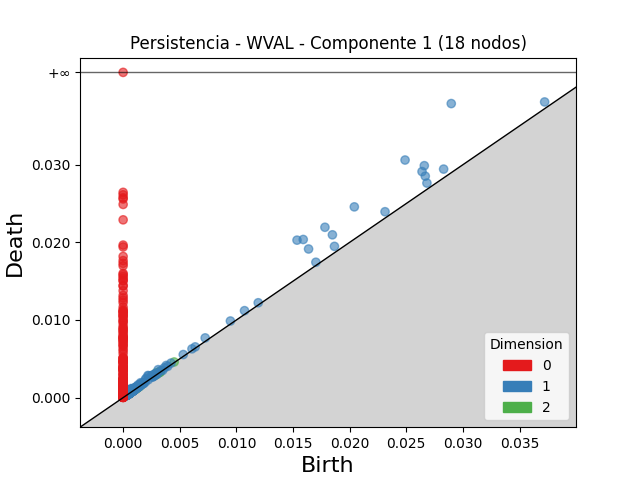 Persistencia - WVAL - Componente 1 (18 nodos)
+∞
0.030
0.020
0.010
0.000
Death
0.000 0.005 0.010 0.015 0.020 0.025 0.030 0.035
Birth
Dimension
0
1
2